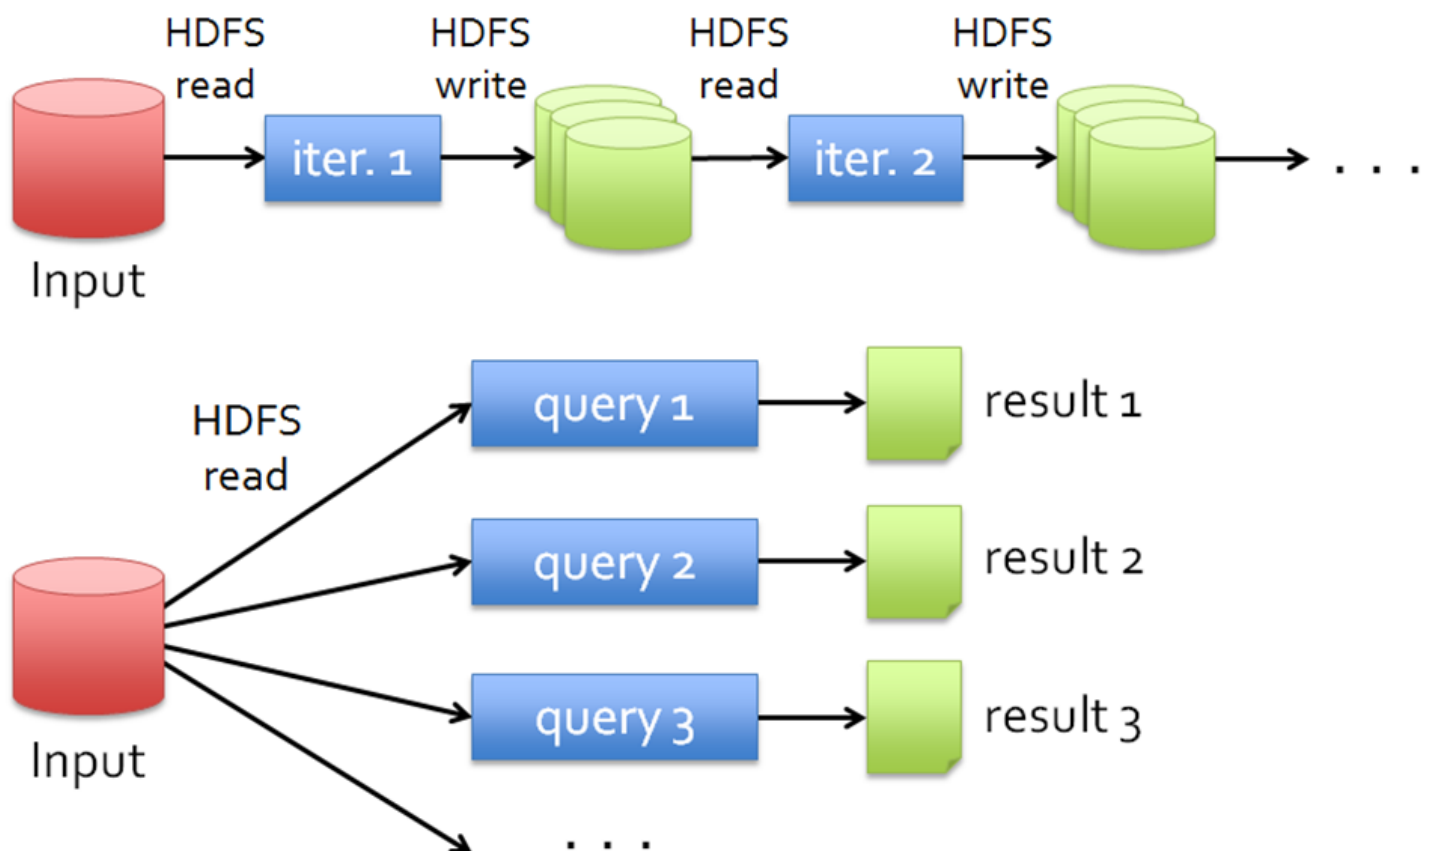 HDFS
read
HDFS
write
HDFS
read
HDFS
write
iter. 1
iter. 2
. . .
Input
HDFS
read
query 1
result 1
query 2
result 2
query 3
result 3
Input
. . .